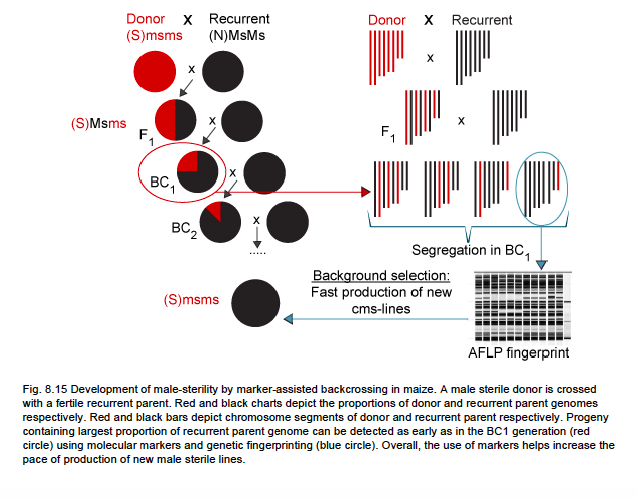 Donor X Recurrent
(S)msms (N)MsMs
x
(S)Msms
F1
x
BC1
x
BC2
x
.....
(S)msms
Donor X Recurrent
x
F1
x
Segregation in BC1
Background selection:
Fast production of new
cms-lines
AFLP fingerprint
Fig. 8.15 Development of male-sterility by marker-assisted backcrossing in maize. A male sterile donor is crossed
with a fertile recurrent parent. Red and black charts depict the proportions of donor and recurrent parent genomes
respectively. Red and black bars depict chromosome segments of donor and recurrent parent respectively. Progeny
containing largest proportion of recurrent parent genome can be detected as early as in the BC1 generation (red
circle) using molecular markers and genetic fingerprinting (blue circle). Overall, the use of markers helps increase the
pace of production of new male sterile lines.